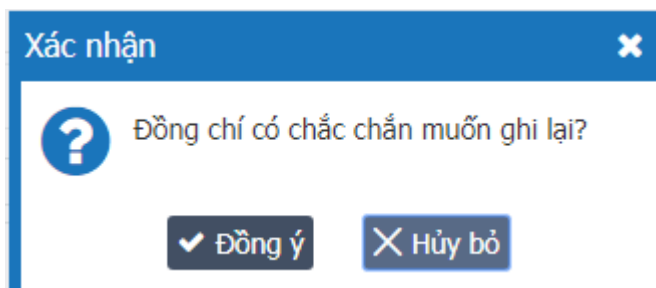 Xác nhận
Đồng chí có chắc chắn muốn ghi lại?
Đồng ý
Hủy bỏ